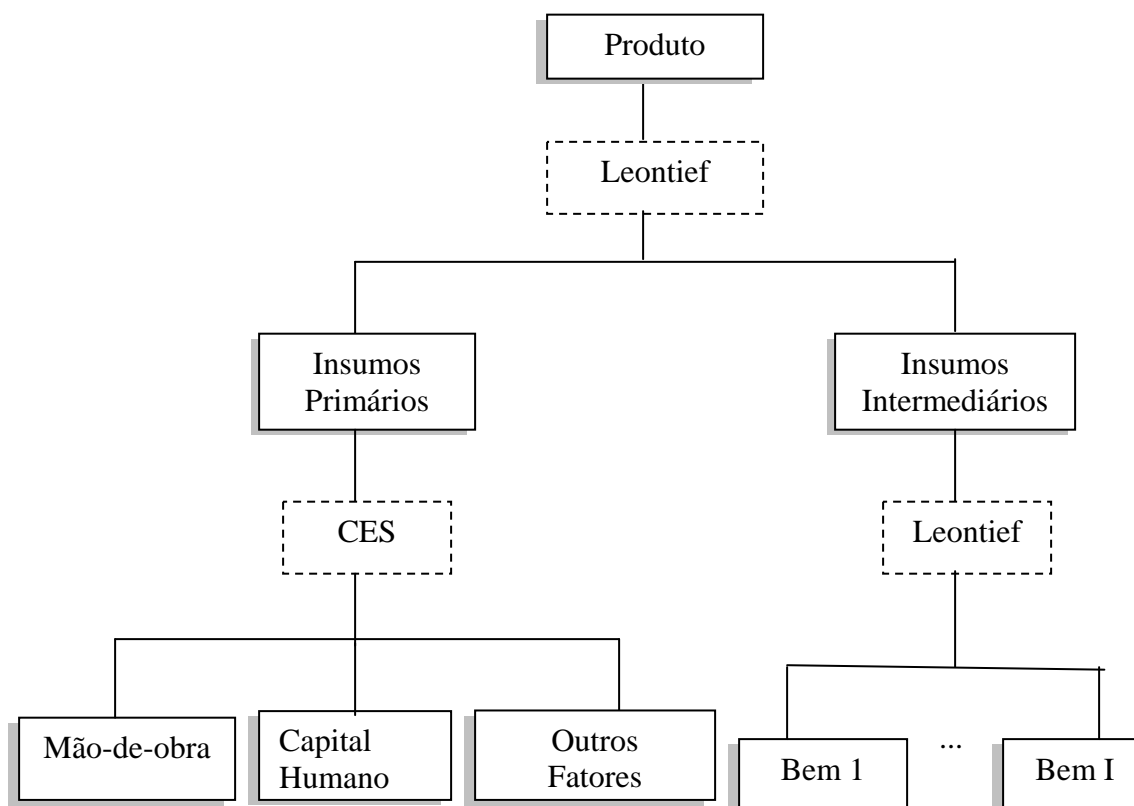 Produto
Leontief
Insumos
Primários
Insumos
Intermediários
CES
Leontief
Mão-de-obra
Capital
Humano
Outros
Fatores
Bem 1
...
Bem I